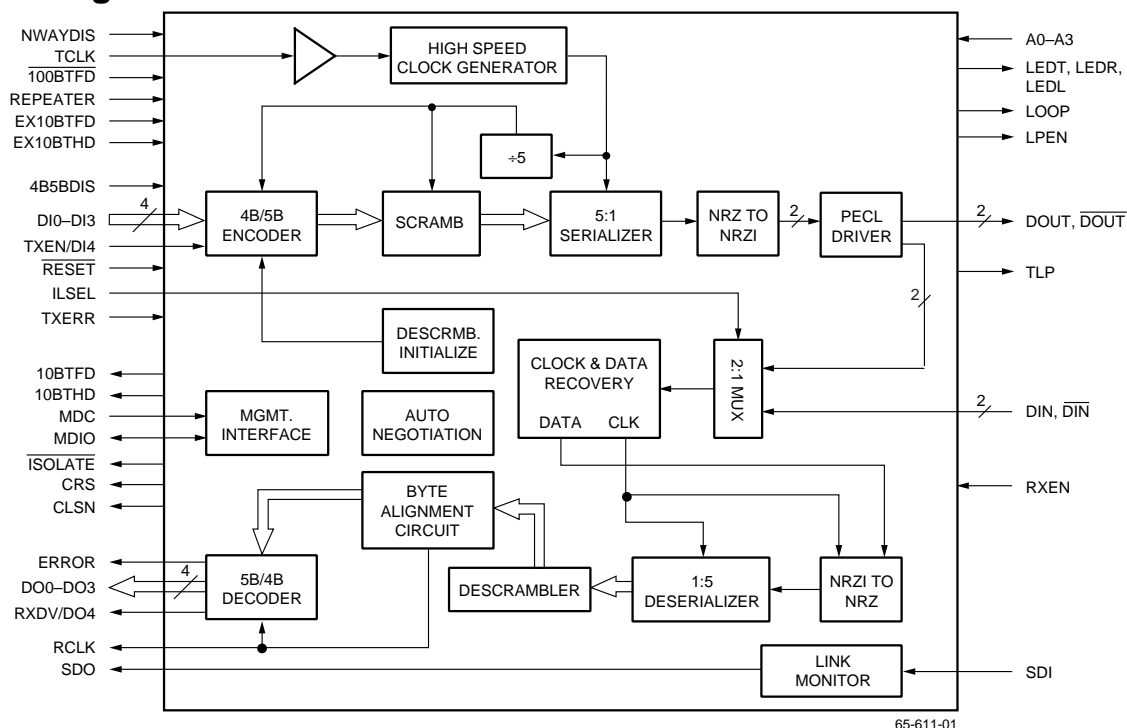 NWAYDIS
TCLK
100BTFD
REPEATER
EX10BTFD
EX10BTHD
4B5BDIS
DI0–DI3
TXEN/DI4
RESET
ILSEL
TXERR
10BTFD
10BTHD
MDC
MDIO
ISOLATE
CRS
CLSN
ERROR
DO0–DO3
RXDV/DO4
RCLK
SDO
HIGH SPEED
CLOCK GENERATOR
÷5
4
4B/5B
ENCODER
SCRAMB
5:1
SERIALIZER
NRZ TO
NRZI
2
PECL
DRIVER
2
2
DESCRMB.
INITIALIZE
CLOCK & DATA
RECOVERY
DATA CLK
2:1 MUX
2
MGMT.
INTERFACE
AUTO
NEGOTIATION
BYTE
ALIGNMENT
CIRCUIT
4
5B/4B
DECODER
DESCRAMBLER
1:5
DESERIALIZER
NRZI TO
NRZ
LINK
MONITOR
A0–A3
LEDT, LEDR,
LEDL
LOOP
LPEN
DOUT, DOUT
TLP
DIN, DIN
RXEN
SDI
65-611-01